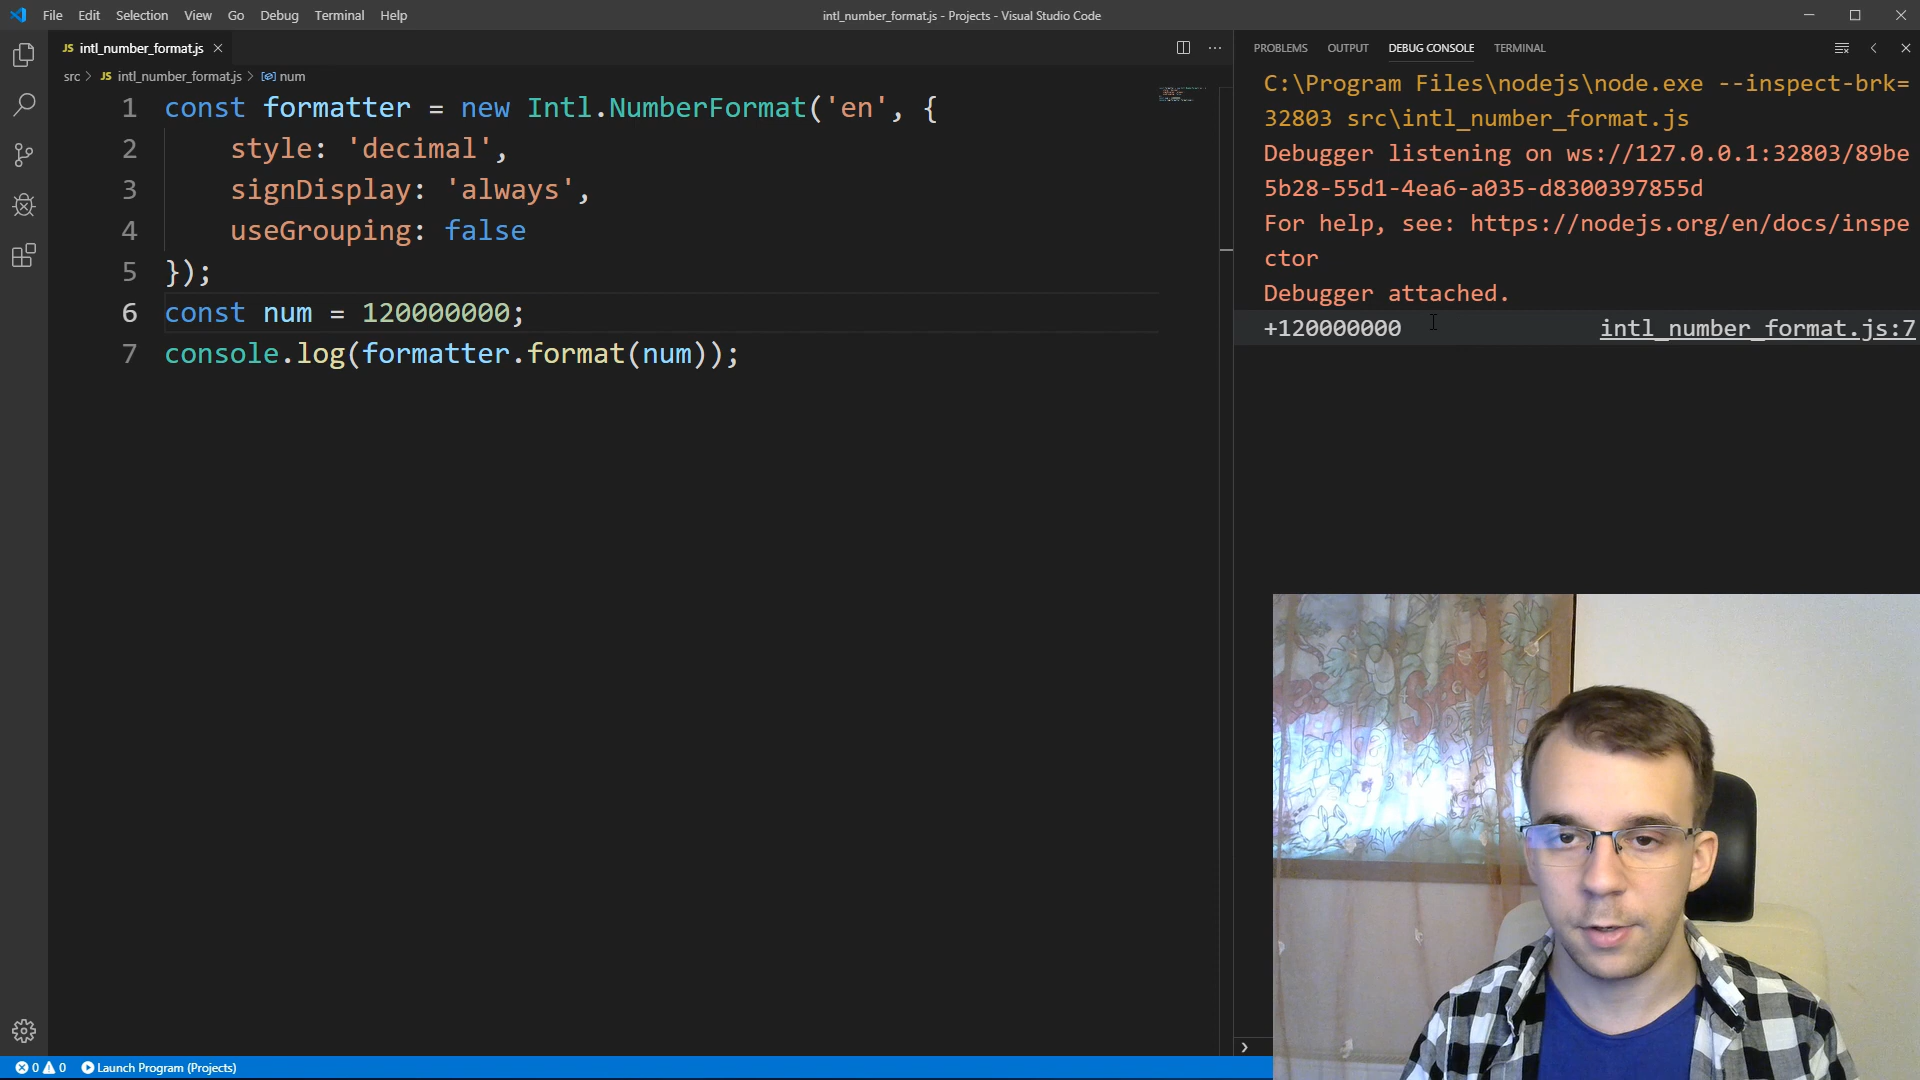 File Edit Selection View Go Debug Terminal Help
intl_number_format.js - Projects - Visual Studio Code
JS intl_number_format.js
src > JS intl_number_format.js > num
1 const formatter = new Intl.NumberFormat('en', {
2 style: 'decimal',
3 signDisplay: 'always',
4 useGrouping: false
5 });
6 const num = 120000000;
7 console.log(formatter.format(num));
PROBLEMS OUTPUT DEBUG CONSOLE TERMINAL
C:\Program Files\nodejs\node.exe --inspect-brk=
32803 src\intl_number_format.js
Debugger listening on ws://127.0.0.1:32803/89be
5b28-55d1-4ea6-a035-d8300397855d
For help, see: https://nodejs.org/en/docs/inspe
ctor
Debugger attached.
+120000000 intl_number_format.js:7
0 0 Launch Program (Projects)